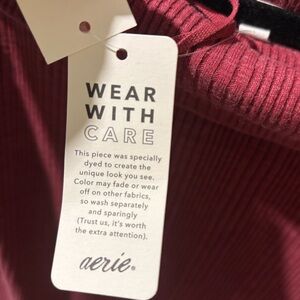 WEAR
WITH
CARE
This piece was specially
dyed to create the
unique look you see.
Color may fade or wear
off on other fabrics,
so wash separately
and sparingly
(Trust us, it's worth
the extra attention).
aerie®